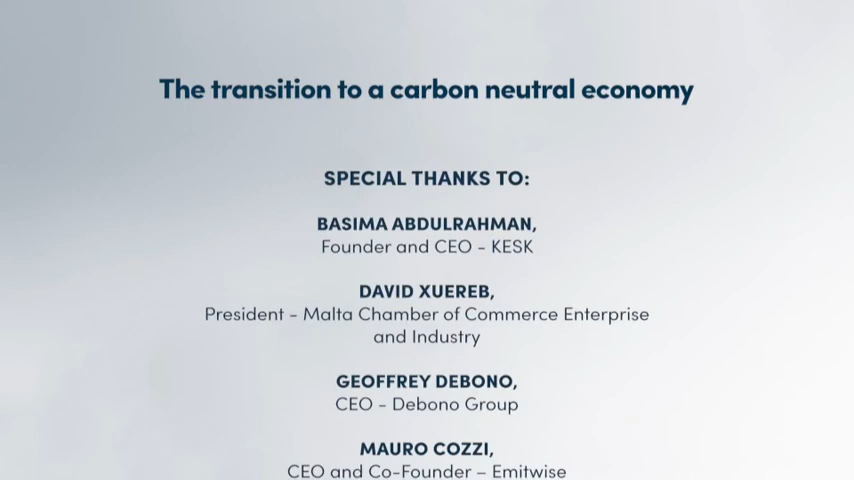 The transition to a carbon neutral economy
SPECIAL THANKS TO:
BASIMA ABDULRAHMAN,
Founder and CEO - KESK
DAVID XUEREB,
President - Malta Chamber of Commerce Enterprise
and Industry
GEOFFREY DEBONO,
CEO - Debono Group
MAURO COZZI,
CEO and Co-Founder – Emitwise